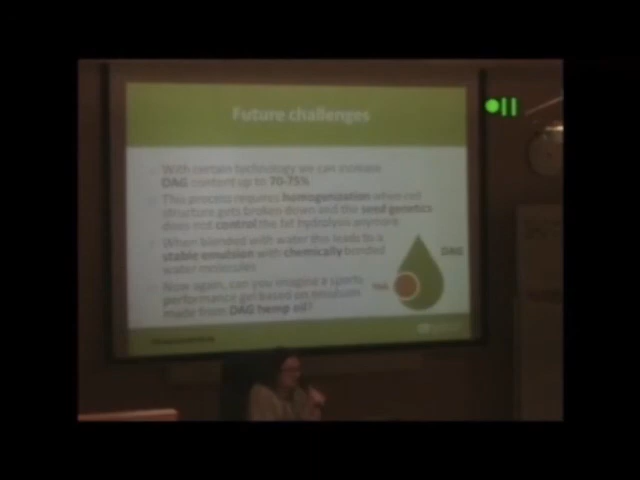 Future challenges
With certain technology we can increase
DAG content up to 70-75%
This process requires homogenization when cell
structure gets broken down and the seed genetics
does not control the fat hydrolysis anymore
When blended with water this leads to a
stable emulsion with chemically bonded
water molecules
Now again, can you imagine a sports
performance gel based on emulsion
made from DAG hemp oil?
DAG